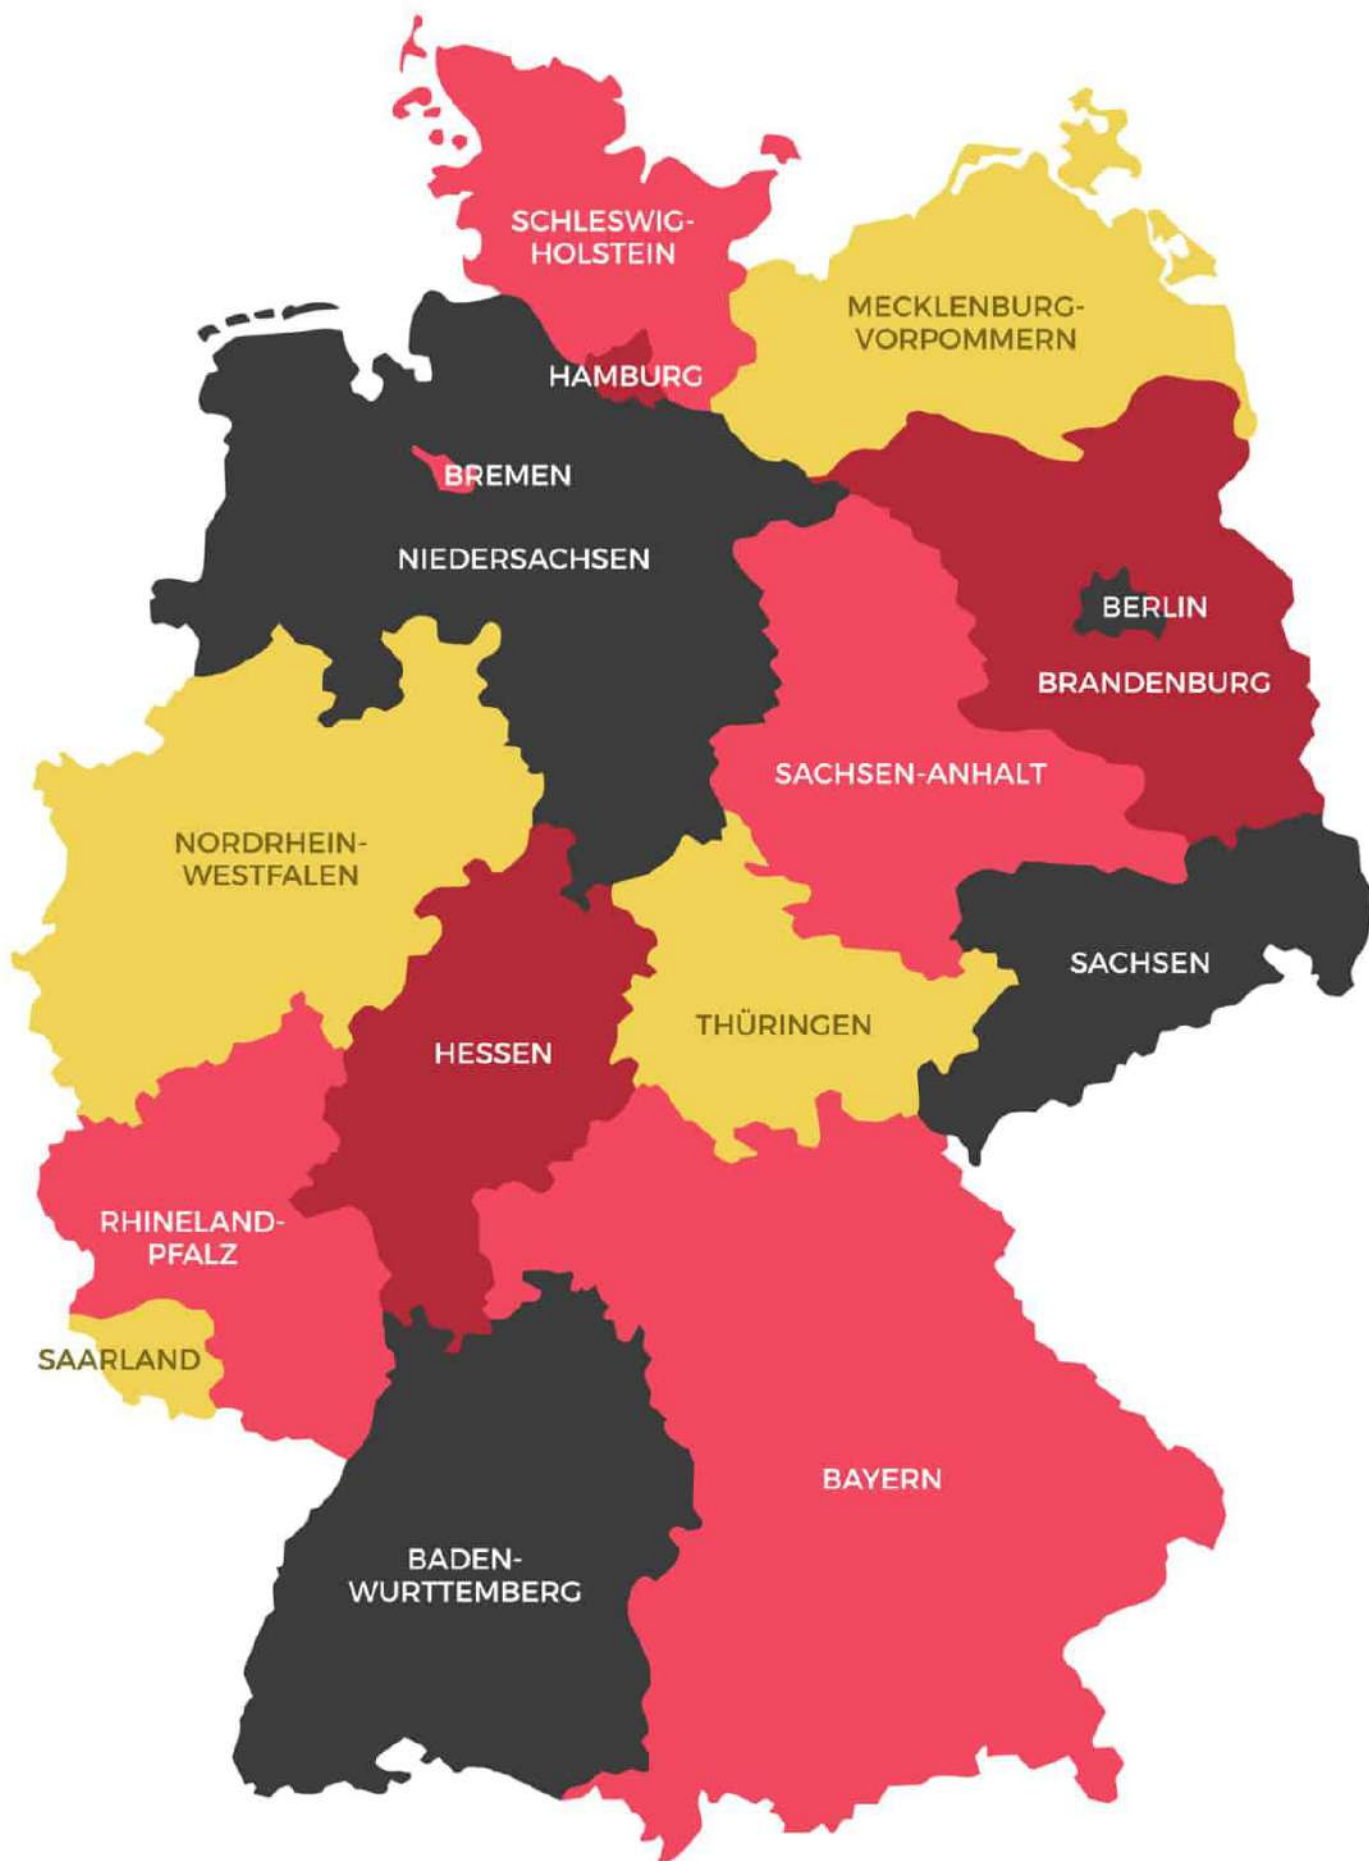 SCHLESWIG-
HOLSTEIN
MECKLENBURG-
VORPOMMERN
HAMBURG
BREMEN
NIEDERSACHSEN
BERLIN
BRANDENBURG
SACHSEN-ANHALT
NORDRHEIN-
WESTFALEN
SACHSEN
THÜRINGEN
HESSEN
RHINELAND-
PFALZ
SAARLAND
BAYERN
BADEN-
WURTTEMBERG